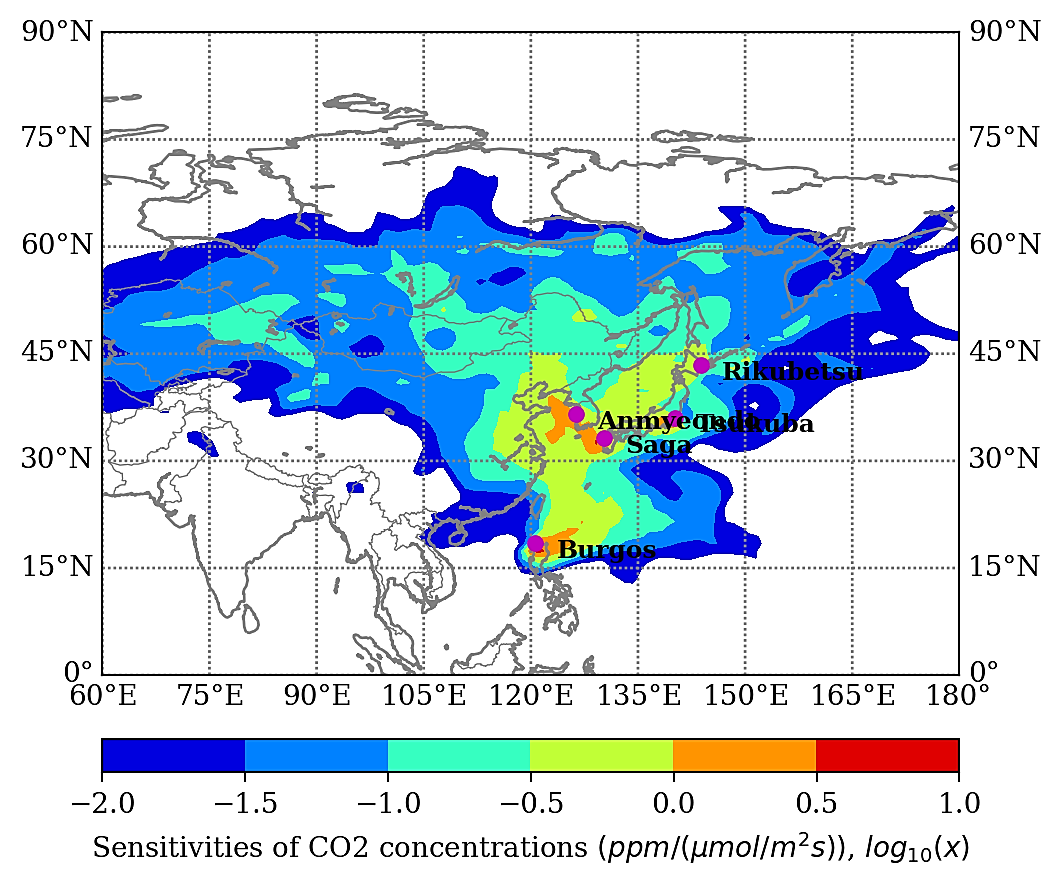 90°N 90°N
75°N 75°N
60°N 60°N
45°N 45°N
Rikubetsu
Anmyeondo Tsukuba
Saga
30°N 30°N
Burgos
15°N 15°N
0° 0°
60°E 75°E 90°E 105°E 120°E 135°E 150°E 165°E 180°
−2.0 −1.5 −1.0 −0.5 0.0 0.5 1.0
Sensitivities of CO2 concentrations (ppm/(μmol/m²s)), log₁₀(x)